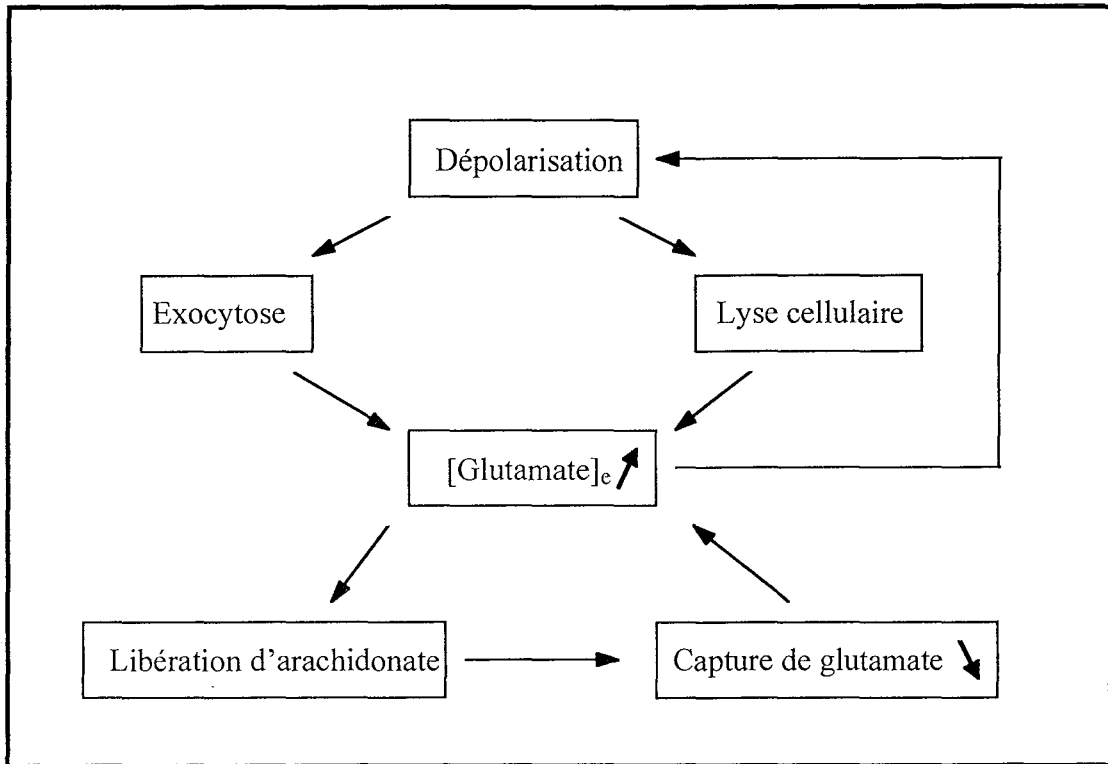 Dépolarisation
Exocytose
Lyse cellulaire
[Glutamate]e
Libération d'arachidonate
Capture de glutamate